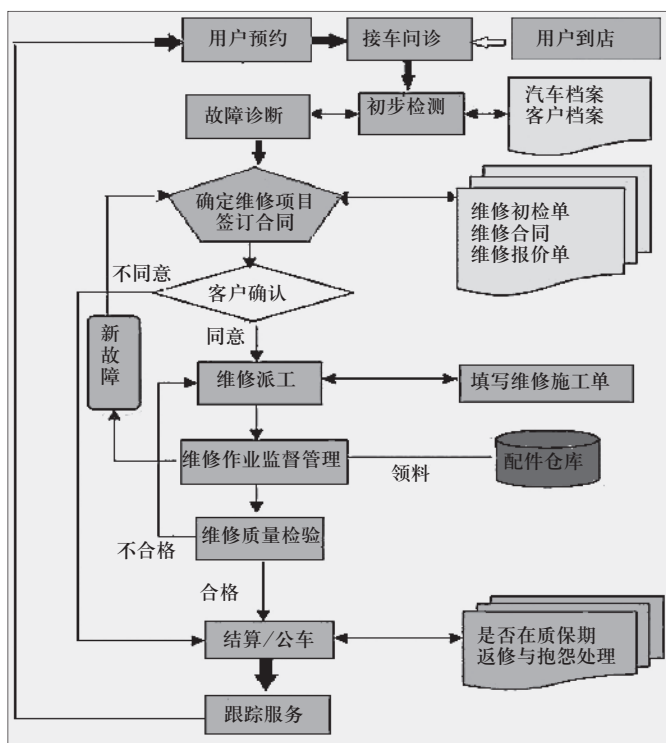 用户预约
接车问诊
用户到店
故障诊断
初步检测
汽车档案
客户档案
确定维修项目
签订合同
维修初检单
维修合同
维修报价单
不同意
客户确认
新故障
同意
维修派工
填写维修施工单
维修作业监督管理
领料
配件仓库
不合格
维修质量检验
合格
结算/公车
是否在质保期
返修与抱怨处理
跟踪服务